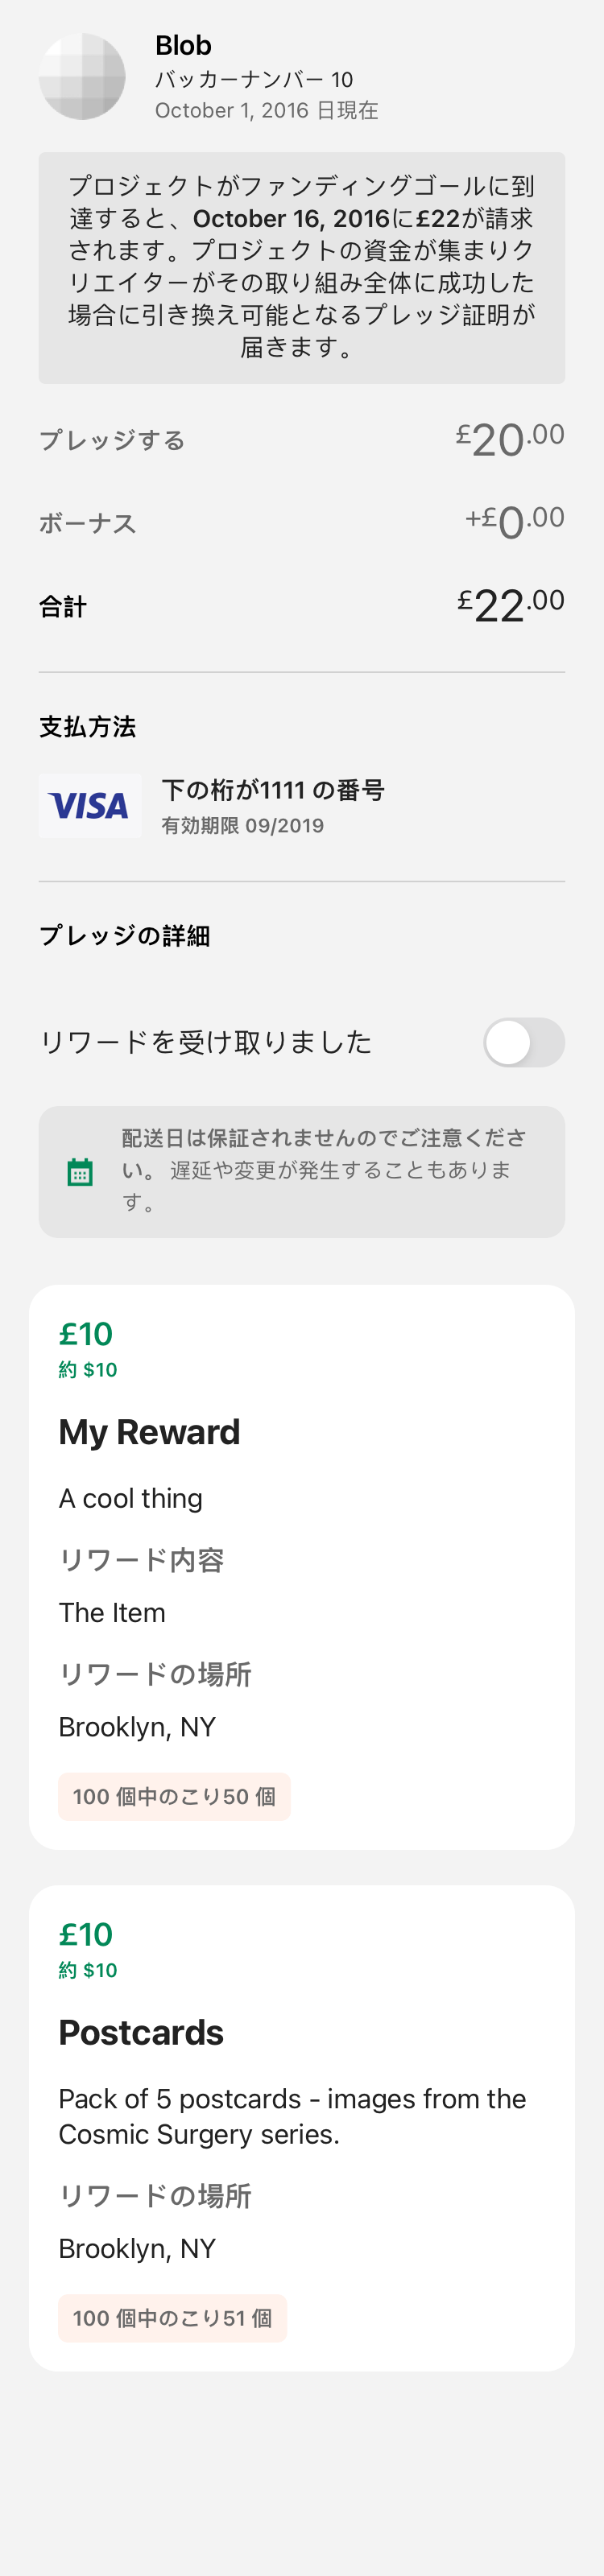 Blob
バッカーナンバー 10
October 1, 2016 日現在
プロジェクトがファンディングゴールに到
達すると、October 16, 2016に£22が請求
されます。プロジェクトの資金が集まりク
リエイターがその取り組み全体に成功した
場合に引き換え可能となるプレッジ証明が
届きます。
プレッジする £20.00
ボーナス +£0.00
合計 £22.00
支払方法
VISA
下の桁が1111 の番号
有効期限 09/2019
プレッジの詳細
リワードを受け取りました
配送日は保証されませんのでご注意くださ
い。 遅延や変更が発生することもありま
す。
£10
約 $10
My Reward
A cool thing
リワード内容
The Item
リワードの場所
Brooklyn, NY
100 個中のこり50 個
£10
約 $10
Postcards
Pack of 5 postcards - images from the
Cosmic Surgery series.
リワードの場所
Brooklyn, NY
100 個中のこり51 個